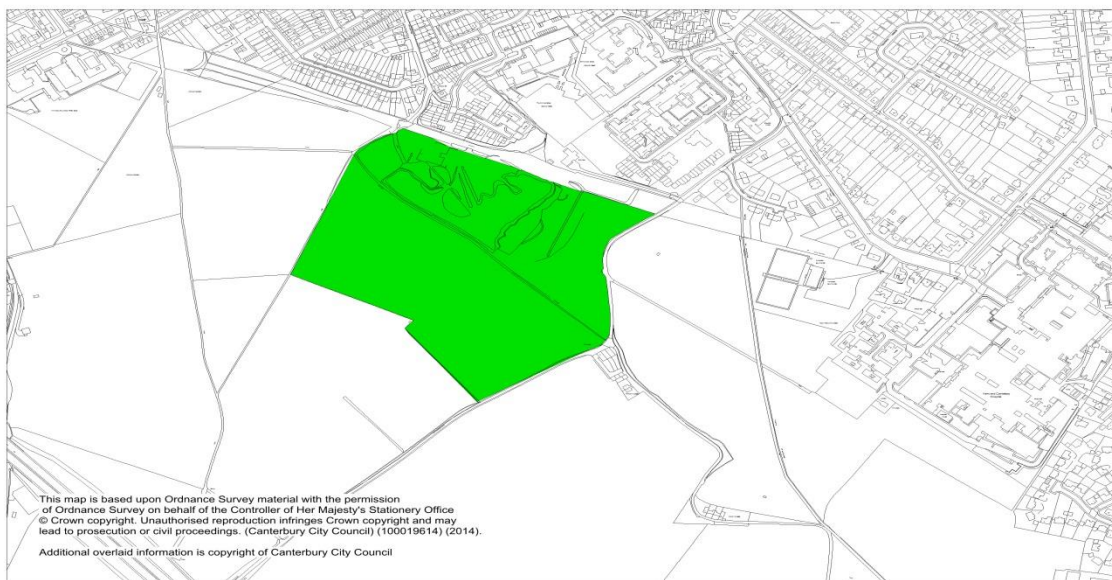 This map is based upon Ordnance Survey material with the permission
of Ordnance Survey on behalf of the Controller of Her Majesty's Stationery Office
© Crown copyright. Unauthorised reproduction infringes Crown copyright and may
lead to prosecution or civil proceedings. (Canterbury City Council) (100019614) (2014).
Additional overlaid information is copyright of Canterbury City Council